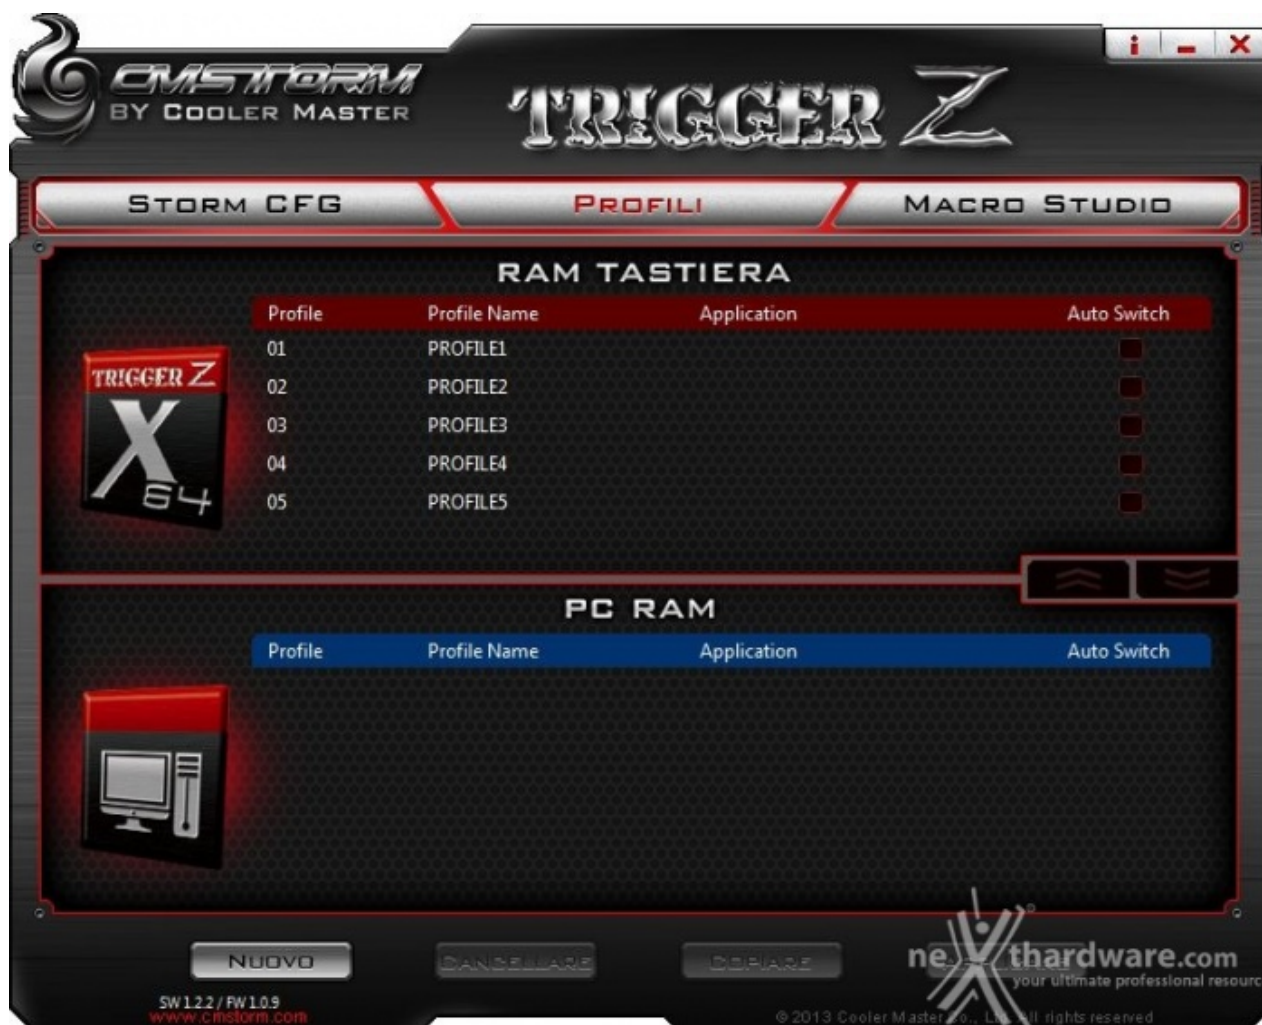 CMSTORM
BY COOLER MASTER
TRIGGER Z
STORM CFG PROFILI MACRO STUDIO
RAM TASTIERA
Profile Profile Name Application Auto Switch
01 PROFILE1
02 PROFILE2
03 PROFILE3
04 PROFILE4
05 PROFILE5
TRIGGER Z
X
64
PC RAM
Profile Profile Name Application Auto Switch
NUOVO CANCELLARE COPIARE
SW 1.2.2 / FW 1.0.9
www.cmstorm.com
© 2013 Cooler Master Co., Ltd. All rights reserved
nexthardware.com
your ultimate professional resourc